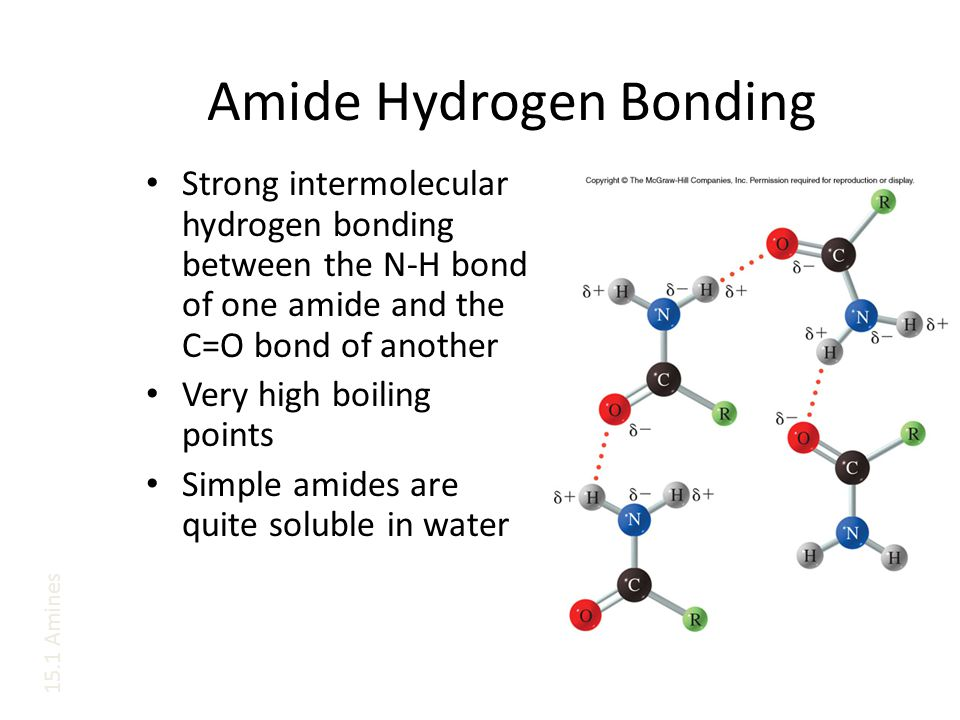 Amide Hydrogen Bonding
• Strong intermolecular
hydrogen bonding
between the N-H bond
of one amide and the
C=O bond of another
• Very high boiling
points
• Simple amides are
quite soluble in water
Copyright © The McGraw-Hill Companies, Inc. Permission required for reproduction or display.
R
O
C
δ−
δ+ H δ− H δ+
N
N H δ+
δ+ δ−
H
C
O R
δ−
δ−
O R
C
δ+ H δ− H δ+
N
N
H H
C
O R
15.1 Amines